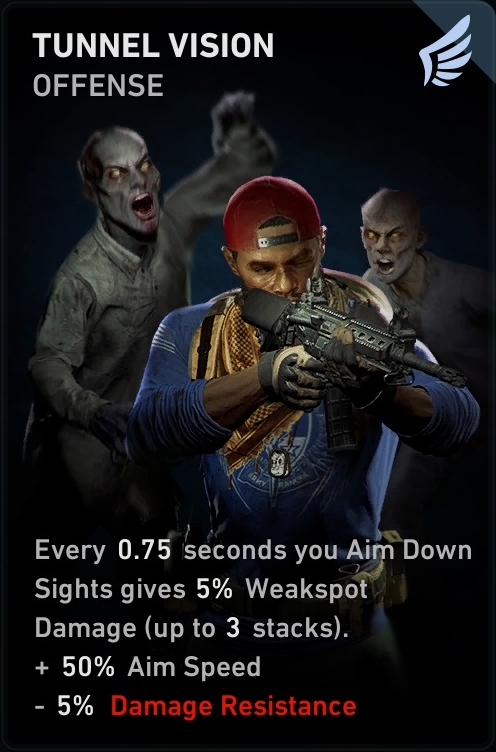 TUNNEL VISION
OFFENSE
Every 0.75 seconds you Aim Down
Sights gives 5% Weakspot
Damage (up to 3 stacks).
+ 50% Aim Speed
- 5% Damage Resistance